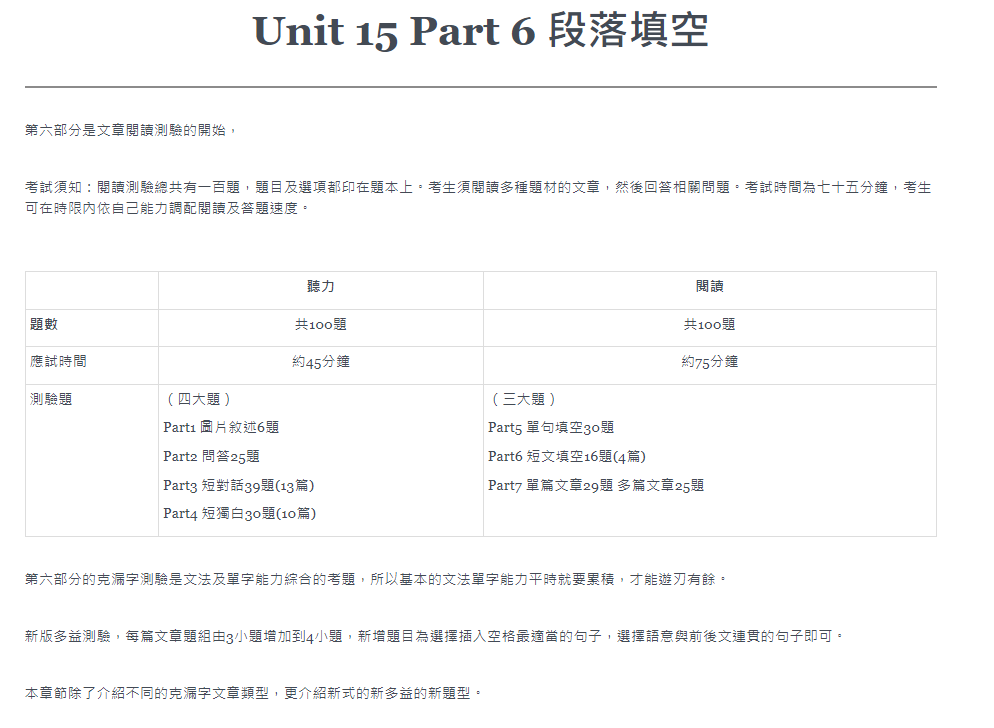 Unit 15 Part 6 段落填空
第六部分是文章閱讀測驗的開始，
考試須知：閱讀測驗總共有一百題，題目及選項都印在題本上。考生須閱讀多種題材的文章，然後回答相關問題。考試時間為七十五分鐘，考生
可在時限內依自己能力調配閱讀及答題速度。
聽力 閱讀
題數 共100題 共100題
應試時間 約45分鐘 約75分鐘
測驗題 （四大題） （三大題）
Part1 圖片敘述6題 Part5 單句填空30題
Part2 問答25題 Part6 短文填空16題(4篇)
Part3 短對話39題(13篇) Part7 單篇文章29題 多篇文章25題
Part4 短獨白30題(10篇)
第六部分的克漏字測驗是文法及單字能力綜合的考題，所以基本的文法單字能力平時就要累積，才能遊刃有餘。
新版多益測驗，每篇文章題組由3小題增加到4小題，新增題目為選擇插入空格最適當的句子，選擇語意與前後文連貫的句子即可。
本章節除了介紹不同的克漏字文章類型，更介紹新式的新多益的新題型。